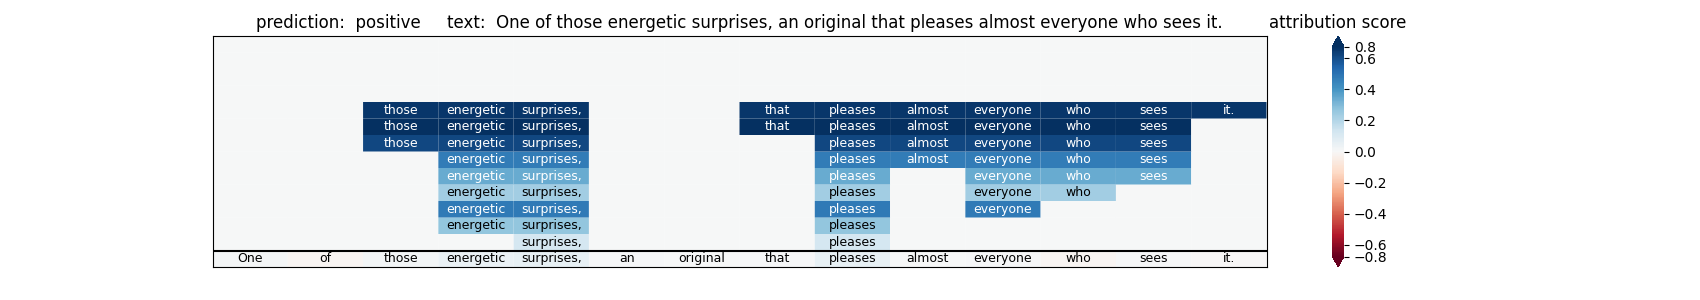 prediction:  positive     text:  One of those energetic surprises, an original that pleases almost everyone who sees it.     attribution score
those energetic surprises, that pleases almost everyone who sees it.
those energetic surprises, that pleases almost everyone who sees
those energetic surprises, pleases almost everyone who sees
energetic surprises, pleases almost everyone who sees
energetic surprises, pleases everyone who sees
energetic surprises, pleases everyone who
energetic surprises, pleases everyone
energetic surprises, pleases
surprises, pleases
One of those energetic surprises, an original that pleases almost everyone who sees it.
0.8
0.6
0.4
0.2
0.0
−0.2
−0.4
−0.6
−0.8